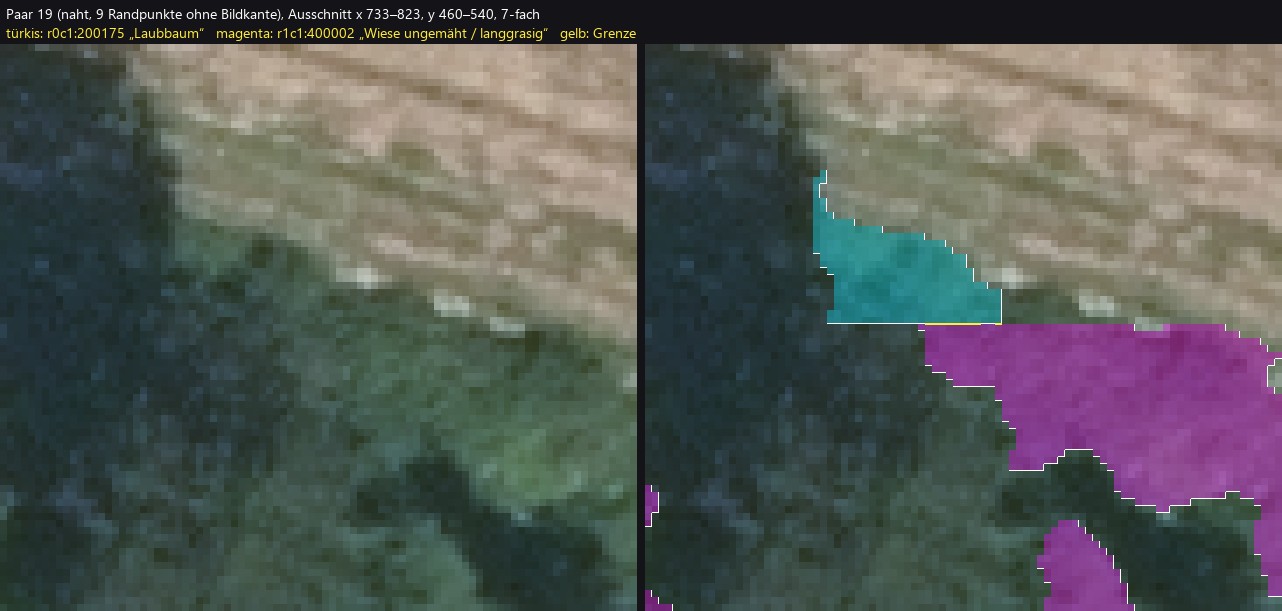 Paar 19 (naht, 9 Randpunkte ohne Bildkante), Ausschnitt x 733–823, y 460–540, 7-fach
türkis: r0c1:200175 „Laubbaum“ magenta: r1c1:400002 „Wiese ungemäht / langgrasig“ gelb: Grenze